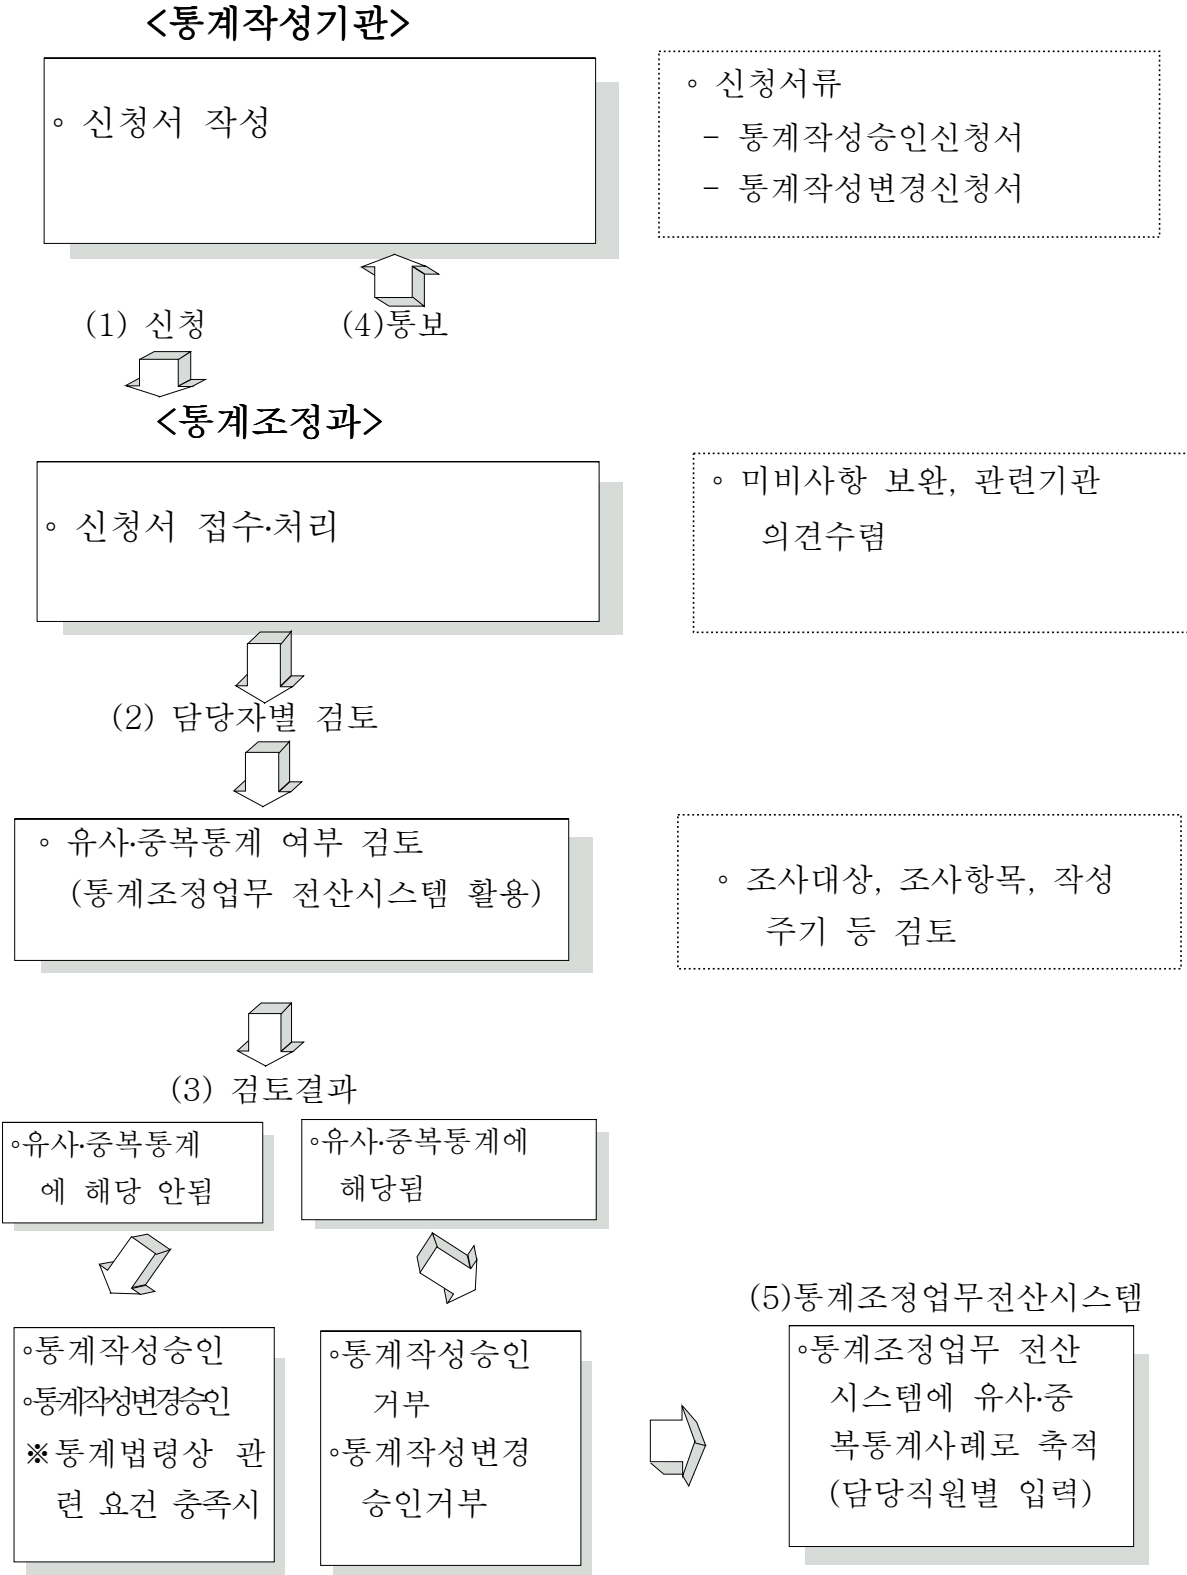 <통계작성기관>
◦ 신청서 작성
◦ 신청서류
- 통계작성승인신청서
- 통계작성변경신청서
(1) 신청
(4)통보
<통계조정과>
◦ 신청서 접수·처리
◦ 미비사항 보완, 관련기관
의견수렴
(2) 담당자별 검토
◦ 유사·중복통계 여부 검토
(통계조정업무 전산시스템 활용)
◦ 조사대상, 조사항목, 작성
주기 등 검토
(3) 검토결과
◦유사·중복통계
에 해당 안됨
◦유사·중복통계에
해당됨
◦통계작성승인
◦통계작성변경승인
※통계법령상 관
련 요건 충족시
◦통계작성승인
거부
◦통계작성변경
승인거부
(5)통계조정업무전산시스템
◦통계조정업무 전산
시스템에 유사·중
복통계사례로 축적
(담당직원별 입력)